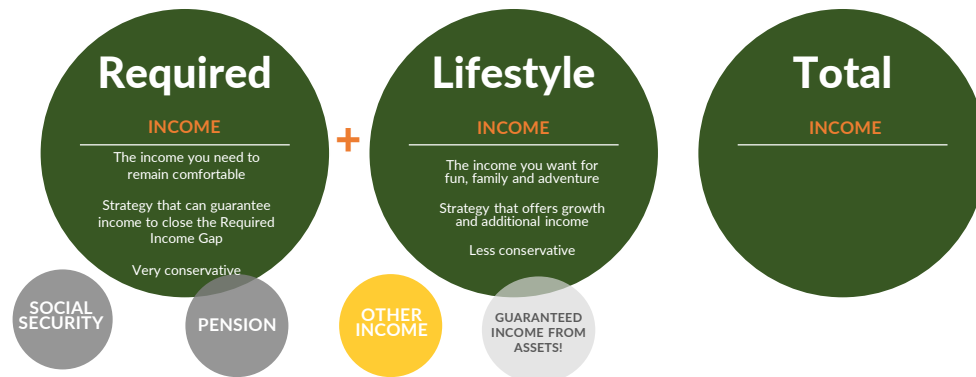 Required
INCOME
The income you need to
remain comfortable
Strategy that can guarantee
income to close the Required
Income Gap
Very conservative
+
Lifestyle
INCOME
The income you want for
fun, family and adventure
Strategy that offers growth
and additional income
Less conservative
Total
INCOME
SOCIAL
SECURITY
PENSION
OTHER
INCOME
GUARANTEED
INCOME FROM
ASSETS!